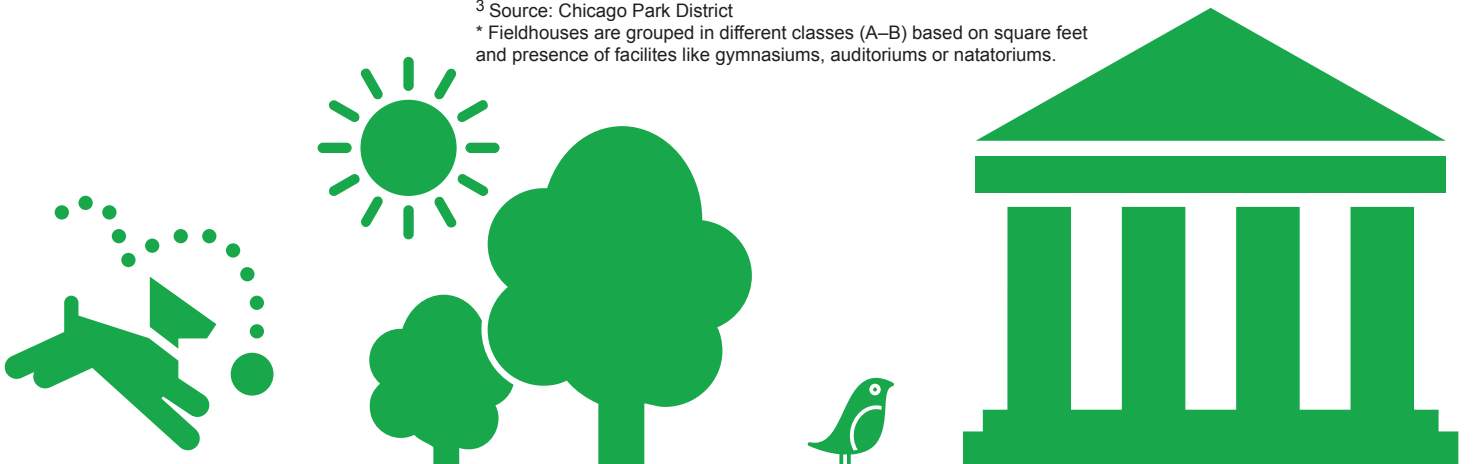 3 Source: Chicago Park District
* Fieldhouses are grouped in different classes (A–B) based on square feet
and presence of facilites like gymnasiums, auditoriums or natatoriums.